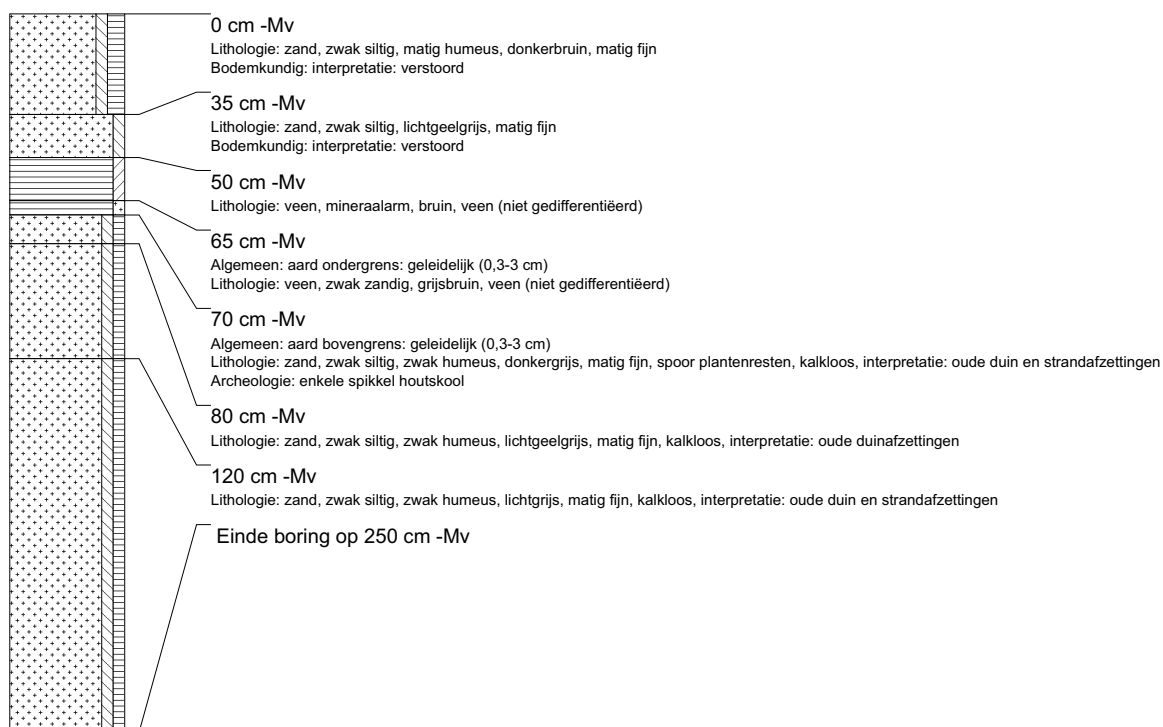 0 cm -Mv
Lithologie: zand, zwak siltig, matig humeus, donkerbruin, matig fijn
Bodemkundig: interpretatie: verstoord
35 cm -Mv
Lithologie: zand, zwak siltig, lichtgeelgrijs, matig fijn
Bodemkundig: interpretatie: verstoord
50 cm -Mv
Lithologie: veen, mineraalarm, bruin, veen (niet gedifferentiëerd)
65 cm -Mv
Algemeen: aard ondergrens: geleidelijk (0,3-3 cm)
Lithologie: veen, zwak zandig, grijsbruin, veen (niet gedifferentiëerd)
70 cm -Mv
Algemeen: aard bovengrens: geleidelijk (0,3-3 cm)
Lithologie: zand, zwak siltig, zwak humeus, donkergrijs, matig fijn, spoor plantenresten, kalkloos, interpretatie: oude duin en strandafzettingen
Archeologie: enkele spikkel houtskool
80 cm -Mv
Lithologie: zand, zwak siltig, zwak humeus, lichtgeelgrijs, matig fijn, kalkloos, interpretatie: oude duinafzettingen
120 cm -Mv
Lithologie: zand, zwak siltig, zwak humeus, lichtgrijs, matig fijn, kalkloos, interpretatie: oude duin en strandafzettingen
Einde boring op 250 cm -Mv